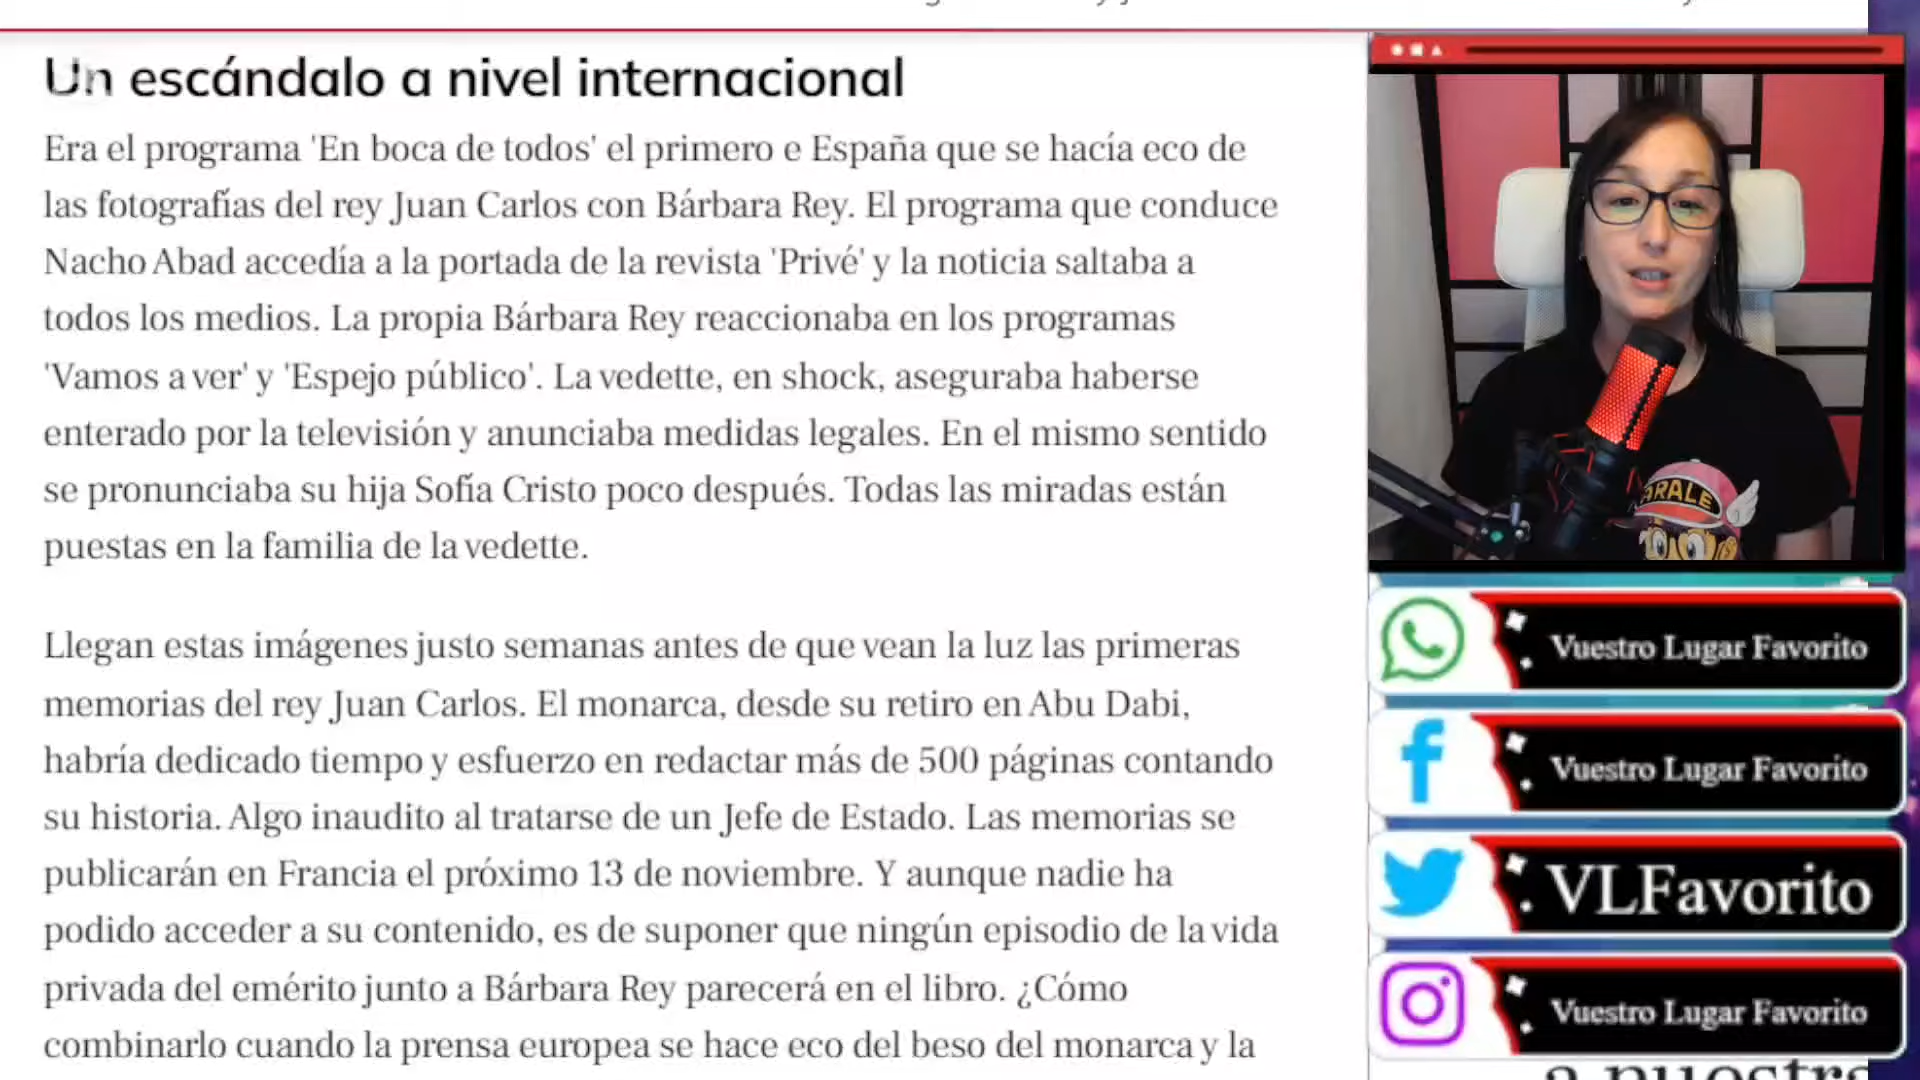 Un escándalo a nivel internacional
Era el programa 'En boca de todos' el primero e España que se hacía eco de
las fotografías del rey Juan Carlos con Bárbara Rey. El programa que conduce
Nacho Abad accedía a la portada de la revista 'Privé' y la noticia saltaba a
todos los medios. La propia Bárbara Rey reaccionaba en los programas
'Vamos a ver' y 'Espejo público'. La vedette, en shock, aseguraba haberse
enterado por la televisión y anunciaba medidas legales. En el mismo sentido
se pronunciaba su hija Sofía Cristo poco después. Todas las miradas están
puestas en la familia de la vedette.
Llegan estas imágenes justo semanas antes de que vean la luz las primeras
memorias del rey Juan Carlos. El monarca, desde su retiro en Abu Dabi,
habría dedicado tiempo y esfuerzo en redactar más de 500 páginas contando
su historia. Algo inaudito al tratarse de un Jefe de Estado. Las memorias se
publicarán en Francia el próximo 13 de noviembre. Y aunque nadie ha
podido acceder a su contenido, es de suponer que ningún episodio de la vida
privada del emérito junto a Bárbara Rey parecerá en el libro. ¿Cómo
combinarlo cuando la prensa europea se hace eco del beso del monarca y la
ARALE
Vuestro Lugar Favorito
Vuestro Lugar Favorito
VLFavorito
Vuestro Lugar Favorito